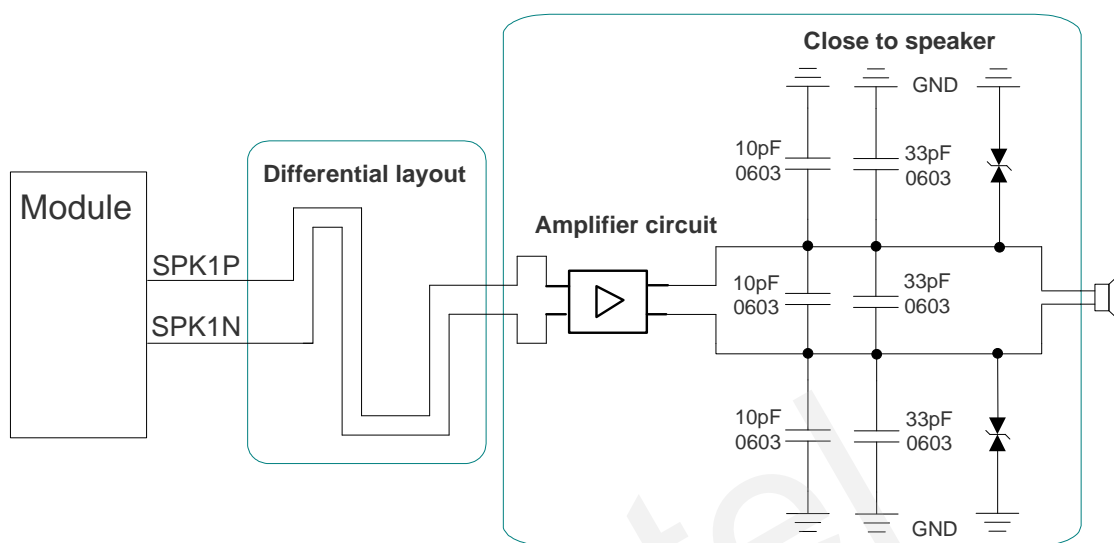 Close to speaker
GND
10pF
0603
33pF
0603
Differential layout
Module
Amplifier circuit
SPK1P
10pF
0603
33pF
0603
SPK1N
10pF
0603
33pF
0603
GND